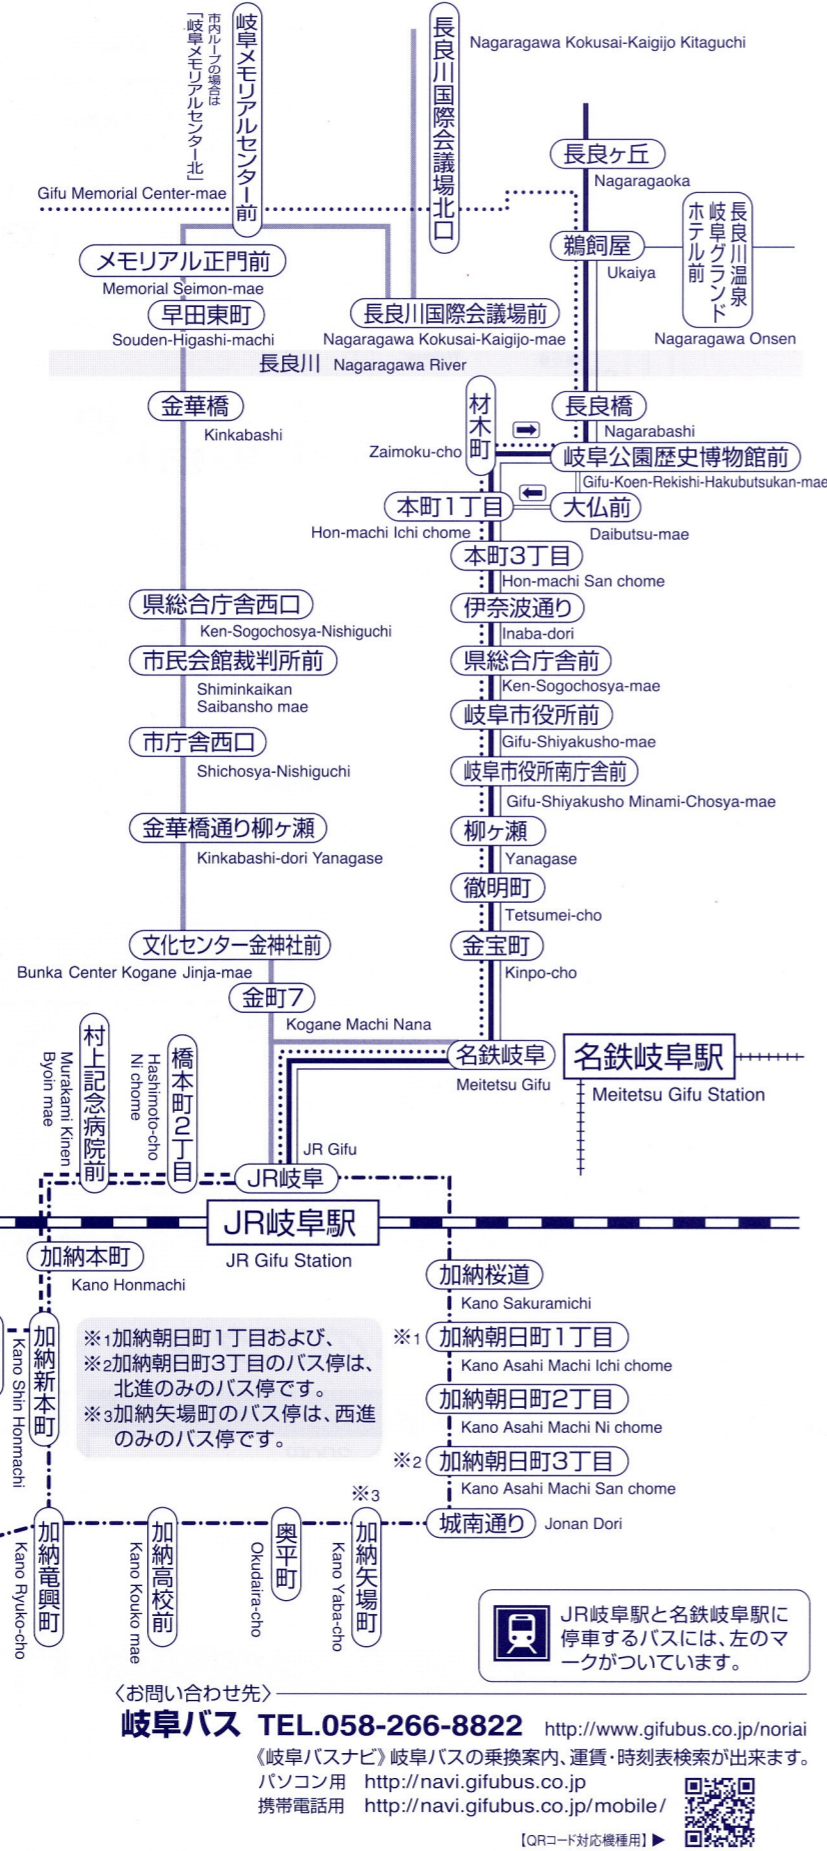 市内ループの場合は
「岐阜メモリアルセンター北」
岐阜メモリアルセンター前
Gifu Memorial Center-mae
長良川国際会議場北口
Nagaragawa Kokusai-Kaigijo Kitaguchi
長良ヶ丘
Nagaragaoka
鵜飼屋
Ukaiya
長良川温泉
岐阜グランド
ホテル前
Nagaragawa Onsen
メモリアル正門前
Memorial Seimon-mae
早田東町
Souden-Higashi-machi
長良川国際会議場前
Nagaragawa Kokusai-Kaigijo-mae
長良川 Nagaragawa River
金華橋
Kinkabashi
材木町
Zaimoku-cho
長良橋
Nagarabashi
岐阜公園歴史博物館前
Gifu-Koen-Rekishi-Hakubutsukan-mae
本町1丁目
Hon-machi Ichi chome
大仏前
Daibutsu-mae
本町3丁目
Hon-machi San chome
県総合庁舎西口
Ken-Sogochosya-Nishiguchi
伊奈波通り
Inaba-dori
市民会館裁判所前
Shiminkaikan
Saibansho mae
県総合庁舎前
Ken-Sogochosya-mae
市庁舎西口
Shichosya-Nishiguchi
岐阜市役所前
Gifu-Shiyakusho-mae
岐阜市役所南庁舎前
Gifu-Shiyakusho Minami-Chosya-mae
金華橋通り柳ヶ瀬
Kinkabashi-dori Yanagase
柳ヶ瀬
Yanagase
徹明町
Tetsumei-cho
文化センター金神社前
Bunka Center Kogane Jinja-mae
金宝町
Kinpo-cho
金町7
Kogane Machi Nana
名鉄岐阜
Meitetsu Gifu
名鉄岐阜駅
Meitetsu Gifu Station
村上記念病院前
Murakami Kinen
Byoin mae
橋本町2丁目
Hashimoto-cho
Ni chome
JR Gifu
JR岐阜
JR岐阜駅
JR Gifu Station
加納本町
Kano Honmachi
加納桜道
Kano Sakuramichi
加納新本町
Kano Shin Honmachi
※1加納朝日町1丁目および、
※2加納朝日町3丁目のバス停は、
北進のみのバス停です。
※3加納矢場町のバス停は、西進
のみのバス停です。
※1 加納朝日町1丁目
Kano Asahi Machi Ichi chome
加納朝日町2丁目
Kano Asahi Machi Ni chome
※2 加納朝日町3丁目
Kano Asahi Machi San chome
城南通り Jonan Dori
加納竜興町
Kano Ryuko-cho
加納高校前
Kano Kouko mae
奥平町
Okudaira-cho
※3
加納矢場町
Kano Yaba-cho
JR岐阜駅と名鉄岐阜駅に
停車するバスには、左のマ
ークがついています。
〈お問い合わせ先〉
岐阜バス TEL.058-266-8822 http://www.gifubus.co.jp/noriai
《岐阜バスナビ》岐阜バスの乗換案内、運賃・時刻表検索が出来ます。
パソコン用 http://navi.gifubus.co.jp
携帯電話用 http://navi.gifubus.co.jp/mobile/
【QRコード対応機種用】▶